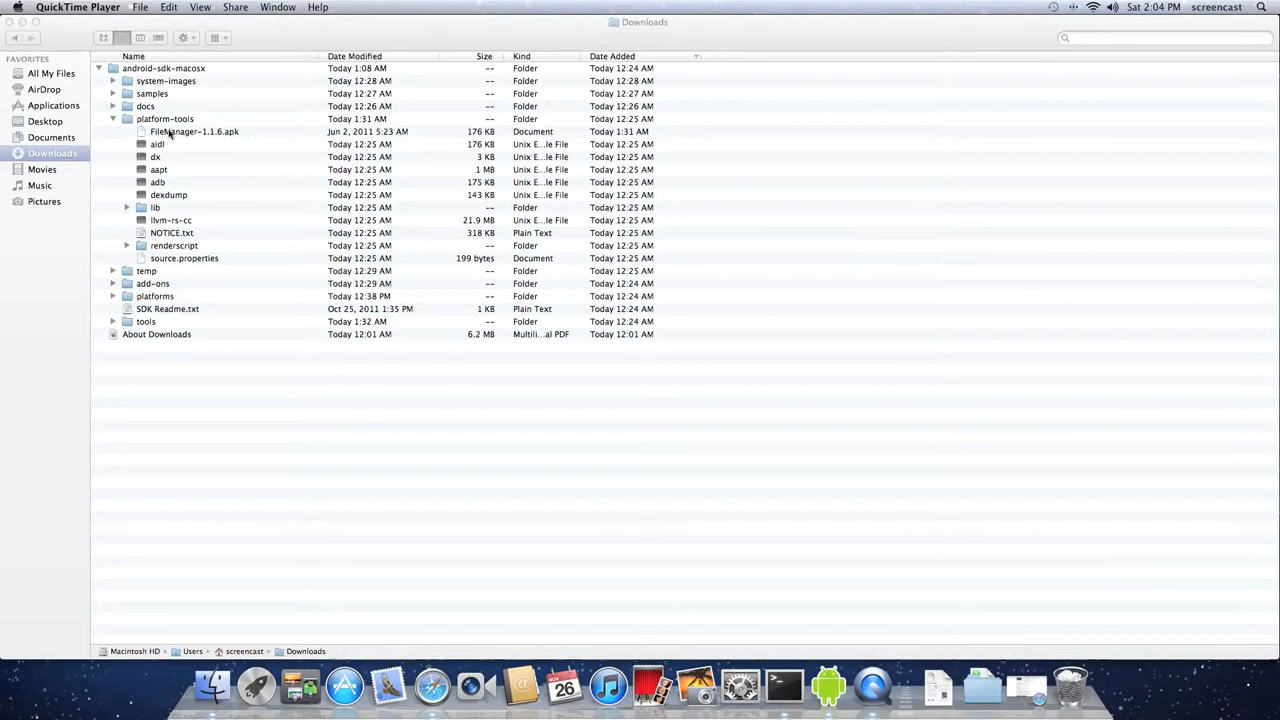 QuickTime Player File Edit View Share Window Help Sat 2:04 PM screencast
Downloads
FAVORITES
All My Files
AirDrop
Applications
Desktop
Documents
Downloads
Movies
Music
Pictures
Name Date Modified Size Kind Date Added
android-sdk-macosx Today 1:08 AM -- Folder Today 12:24 AM
system-images Today 12:28 AM -- Folder Today 12:28 AM
samples Today 12:27 AM -- Folder Today 12:27 AM
docs Today 12:26 AM -- Folder Today 12:26 AM
platform-tools Today 1:31 AM -- Folder Today 12:25 AM
FileManager-1.1.6.apk Jun 2, 2011 5:23 AM 176 KB Document Today 1:31 AM
aidl Today 12:25 AM 176 KB Unix E...le File Today 12:25 AM
dx Today 12:25 AM 3 KB Unix E...le File Today 12:25 AM
aapt Today 12:25 AM 1 MB Unix E...le File Today 12:25 AM
adb Today 12:25 AM 175 KB Unix E...le File Today 12:25 AM
dexdump Today 12:25 AM 143 KB Unix E...le File Today 12:25 AM
lib Today 12:25 AM -- Folder Today 12:25 AM
llvm-rs-cc Today 12:25 AM 21.9 MB Unix E...le File Today 12:25 AM
NOTICE.txt Today 12:25 AM 318 KB Plain Text Today 12:25 AM
renderscript Today 12:25 AM -- Folder Today 12:25 AM
source.properties Today 12:25 AM 199 bytes Document Today 12:25 AM
temp Today 12:29 AM -- Folder Today 12:24 AM
add-ons Today 12:29 AM -- Folder Today 12:24 AM
platforms Today 12:38 PM -- Folder Today 12:24 AM
SDK Readme.txt Oct 25, 2011 1:35 PM 1 KB Plain Text Today 12:24 AM
tools Today 1:32 AM -- Folder Today 12:24 AM
About Downloads Today 12:01 AM 6.2 MB Multili...al PDF Today 12:01 AM
Macintosh HD Users screencast Downloads
NOV
26